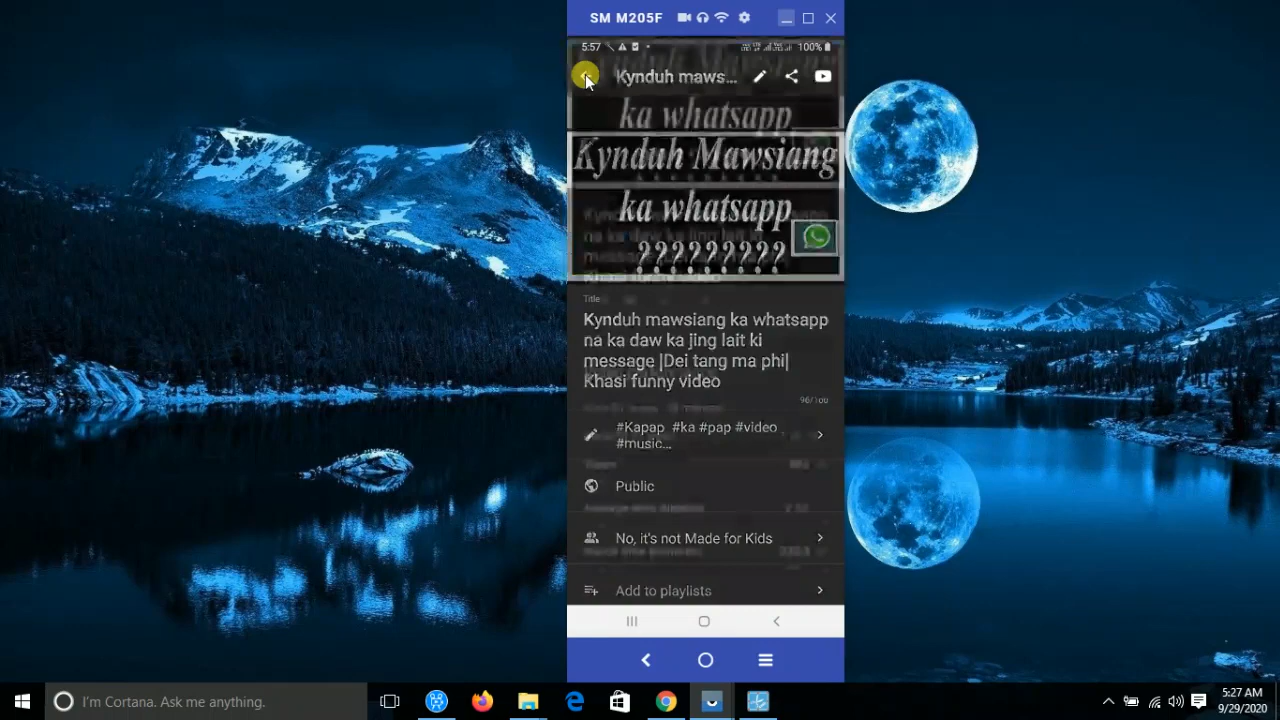 SM M205F
5:57
100%
Kynduh maws...
ka whatsapp
Kynduh Mawsiang
ka whatsapp
?????????
Title
Kynduh mawsiang ka whatsapp
na ka daw ka jing lait ki
message |Dei tang ma phi|
Khasi funny video
96/100
#Kapap #ka #pap #video
#music...
Public
No, it's not Made for Kids
Add to playlists
I'm Cortana. Ask me anything.
5:27 AM
9/29/2020